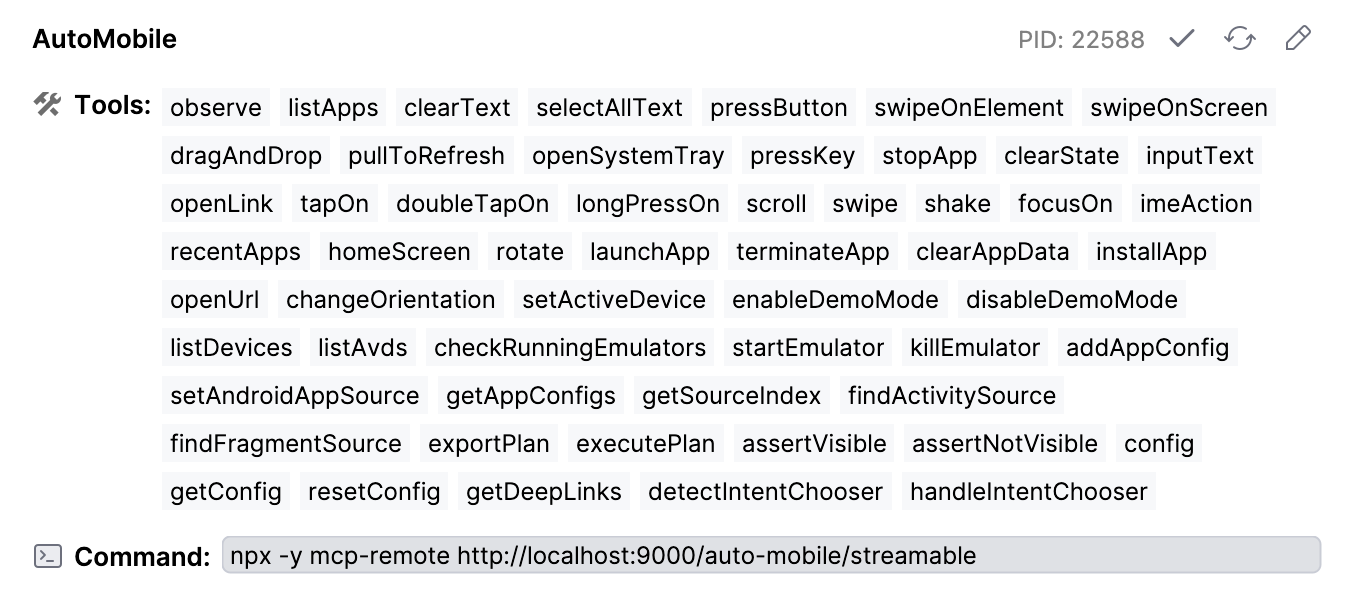 AutoMobile PID: 22588
Tools: observe listApps clearText selectAllText pressButton swipeOnElement swipeOnScreen
dragAndDrop pullToRefresh openSystemTray pressKey stopApp clearState inputText
openLink tapOn doubleTapOn longPressOn scroll swipe shake focusOn imeAction
recentApps homeScreen rotate launchApp terminateApp clearAppData installApp
openUrl changeOrientation setActiveDevice enableDemoMode disableDemoMode
listDevices listAvds checkRunningEmulators startEmulator killEmulator addAppConfig
setAndroidAppSource getAppConfigs getSourceIndex findActivitySource
findFragmentSource exportPlan executePlan assertVisible assertNotVisible config
getConfig resetConfig getDeepLinks detectIntentChooser handleIntentChooser
Command: npx -y mcp-remote http://localhost:9000/auto-mobile/streamable